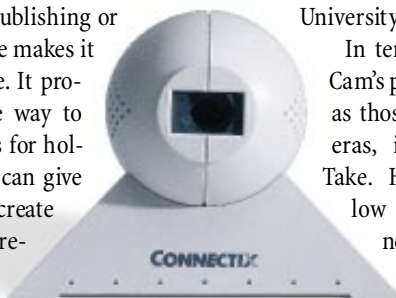 ublishing or
e makes it
e. It pro-
e way to
s for hol-
can give
create
re-
University
In ter
Cam's p
as those
eras, i
Take. H
low
n
CONNECTIX